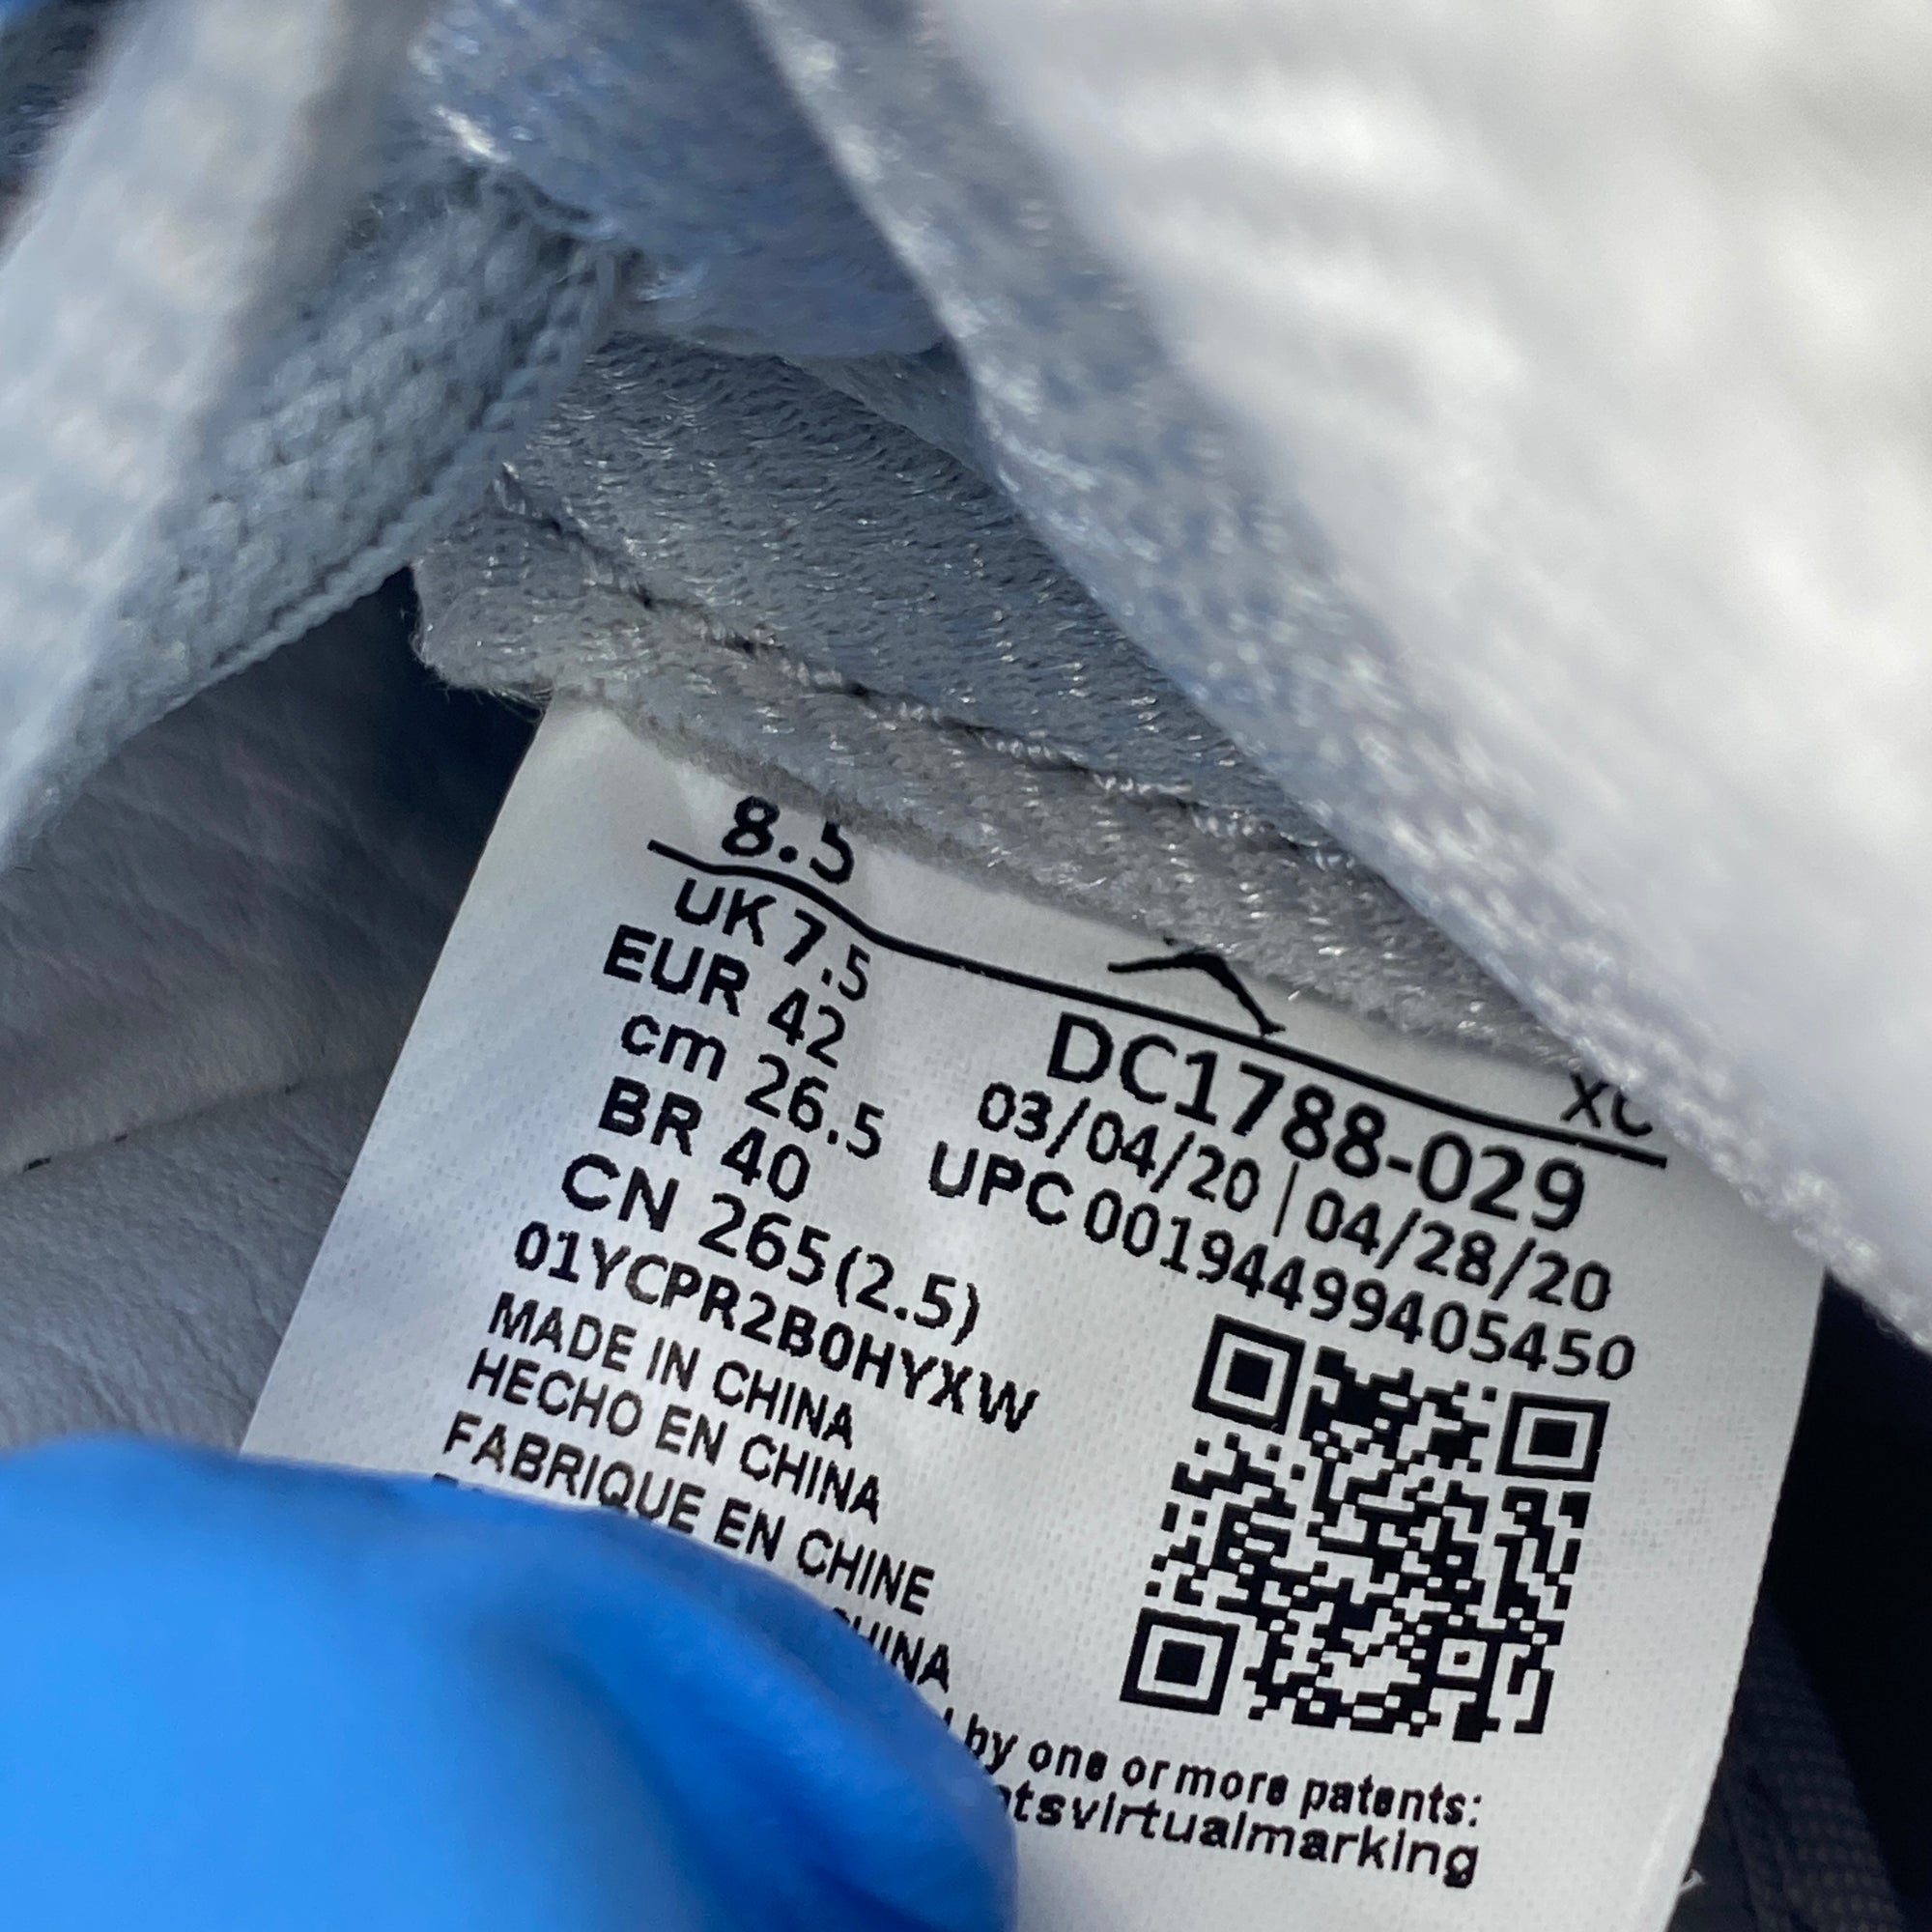 8.5
UK 7.5
EUR 42
cm 26.5
BR 40
CN 265(2.5)
01YCPR2B0HYXW
MADE IN CHINA
HECHO EN CHINA
FABRIQUE EN CHINE
XC
DC1788-029
03/04/20 | 04/28/20
UPC 00194499405450
by one or more patents: